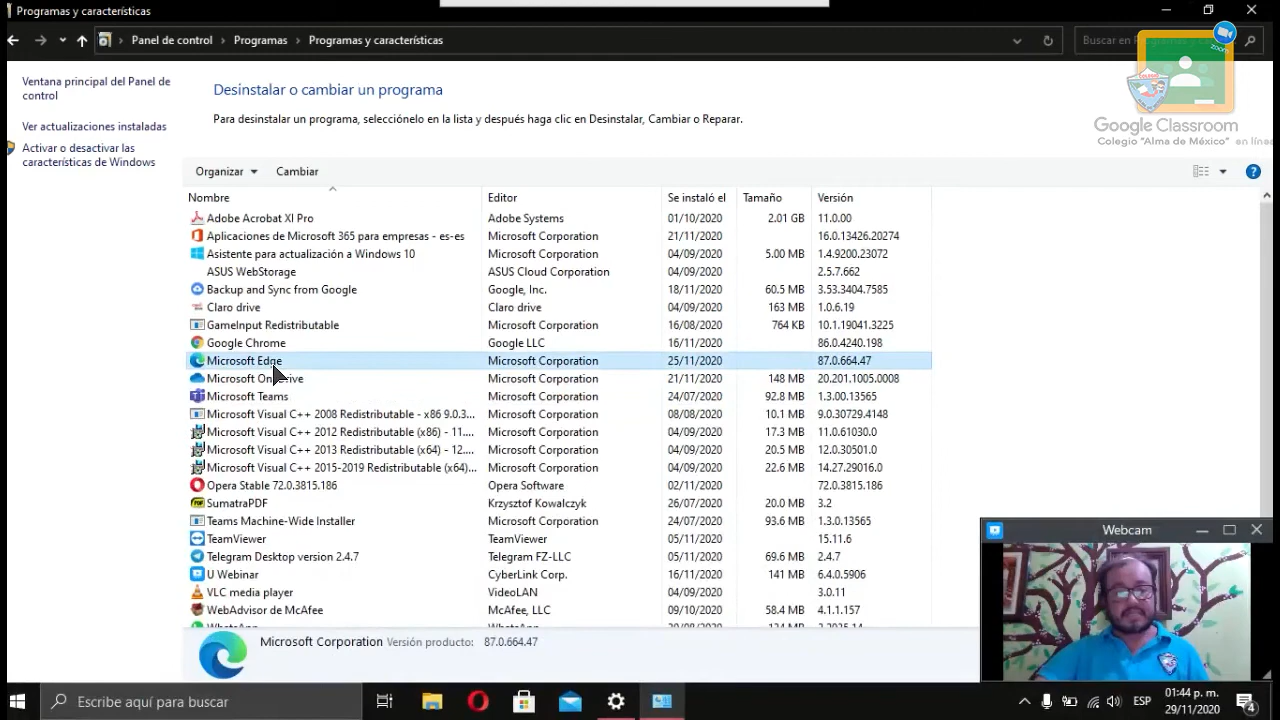 Programas y características
Panel de control > Programas > Programas y características
Buscar en Programas y
zoom
COLEGIO
Google Classroom
Colegio "Alma de México" en línea
Ventana principal del Panel de
control
Ver actualizaciones instaladas
Activar o desactivar las
características de Windows
Desinstalar o cambiar un programa
Para desinstalar un programa, selecciónelo en la lista y después haga clic en Desinstalar, Cambiar o Reparar.
Organizar Cambiar
Nombre Editor Se instaló el Tamaño Versión
Adobe Acrobat XI Pro Adobe Systems 01/10/2020 2.01 GB 11.0.00
Aplicaciones de Microsoft 365 para empresas - es-es Microsoft Corporation 21/11/2020 16.0.13426.20274
Asistente para actualización a Windows 10 Microsoft Corporation 04/09/2020 5.00 MB 1.4.9200.23072
ASUS WebStorage ASUS Cloud Corporation 04/09/2020 2.5.7.662
Backup and Sync from Google Google, Inc. 18/11/2020 60.5 MB 3.53.3404.7585
Claro drive Claro drive 04/09/2020 163 MB 1.0.6.19
GameInput Redistributable Microsoft Corporation 16/08/2020 764 KB 10.1.19041.3225
Google Chrome Google LLC 16/11/2020 86.0.4240.198
Microsoft Edge Microsoft Corporation 25/11/2020 87.0.664.47
Microsoft OneDrive Microsoft Corporation 21/11/2020 148 MB 20.201.1005.0008
Microsoft Teams Microsoft Corporation 24/07/2020 92.8 MB 1.3.00.13565
Microsoft Visual C++ 2008 Redistributable - x86 9.0.3... Microsoft Corporation 08/08/2020 10.1 MB 9.0.30729.4148
Microsoft Visual C++ 2012 Redistributable (x86) - 11.... Microsoft Corporation 04/09/2020 17.3 MB 11.0.61030.0
Microsoft Visual C++ 2013 Redistributable (x64) - 12.... Microsoft Corporation 04/09/2020 20.5 MB 12.0.30501.0
Microsoft Visual C++ 2015-2019 Redistributable (x64)... Microsoft Corporation 04/09/2020 22.6 MB 14.27.29016.0
Opera Stable 72.0.3815.186 Opera Software 02/11/2020 72.0.3815.186
SumatraPDF Krzysztof Kowalczyk 26/07/2020 20.0 MB 3.2
Teams Machine-Wide Installer Microsoft Corporation 24/07/2020 93.6 MB 1.3.0.13565
TeamViewer TeamViewer 05/11/2020 15.11.6
Telegram Desktop version 2.4.7 Telegram FZ-LLC 05/11/2020 69.6 MB 2.4.7
U Webinar CyberLink Corp. 16/11/2020 141 MB 6.4.0.5906
VLC media player VideoLAN 04/09/2020 3.0.11
WebAdvisor de McAfee McAfee, LLC 09/10/2020 58.4 MB 4.1.1.157
WhatsApp
Microsoft Corporation Versión producto: 87.0.664.47
Webcam
Escribe aquí para buscar
ESP
01:44 p. m.
29/11/2020
4